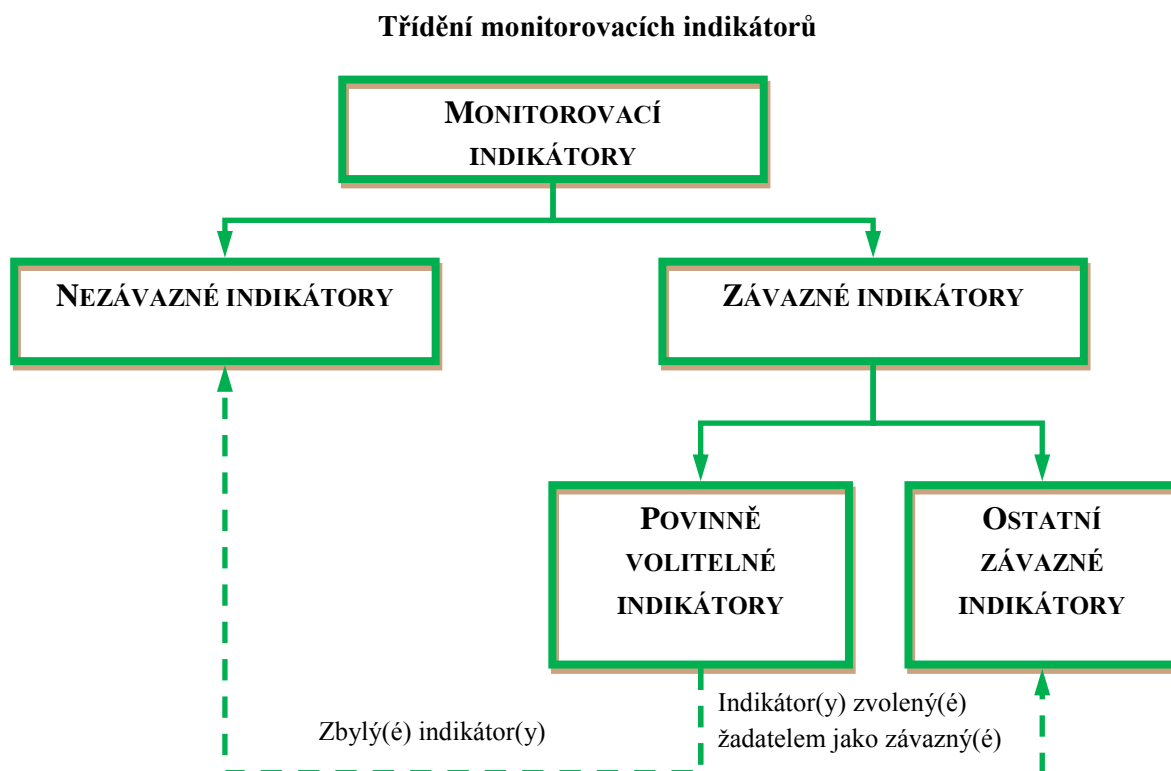 Třídění monitorovacích indikátorů
MONITOROVACÍ
INDIKÁTORY
NEZÁVAZNÉ INDIKÁTORY
ZÁVAZNÉ INDIKÁTORY
POVINNĚ
VOLITELNÉ
INDIKÁTORY
OSTATNÍ
ZÁVAZNÉ
INDIKÁTORY
Zbylý(é) indikátor(y)
Indikátor(y) zvolený(é)
žadatelem jako závazný(é)